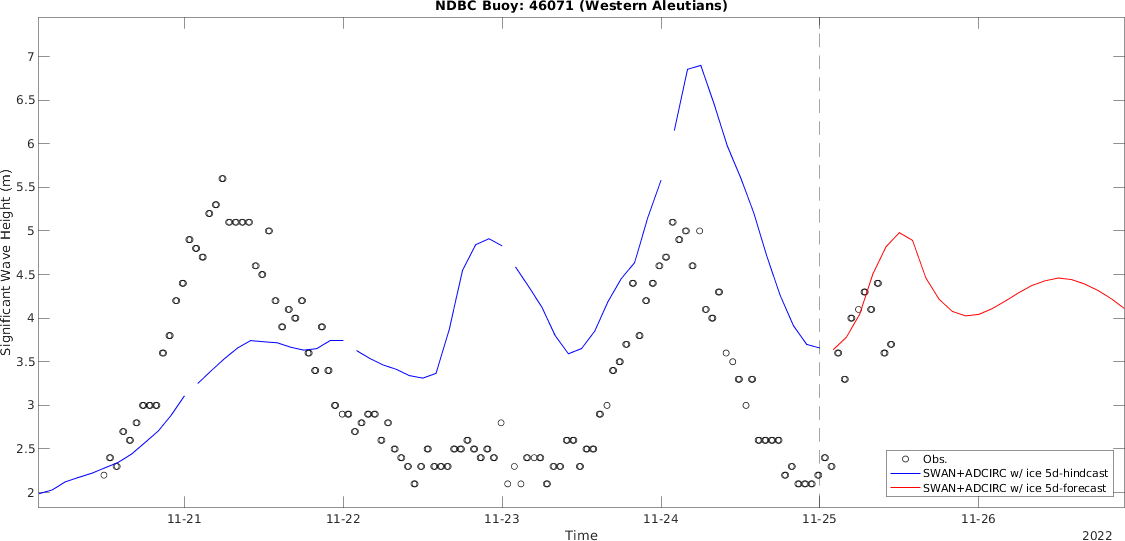 NDBC Buoy: 46071 (Western Aleutians)
Significant Wave Height (m)
7
6.5
6
5.5
5
4.5
4
3.5
3
2.5
2
Obs.
SWAN+ADCIRC w/ ice 5d-hindcast
SWAN+ADCIRC w/ ice 5d-forecast
11-21 11-22 11-23 11-24 11-25 11-26
Time
2022